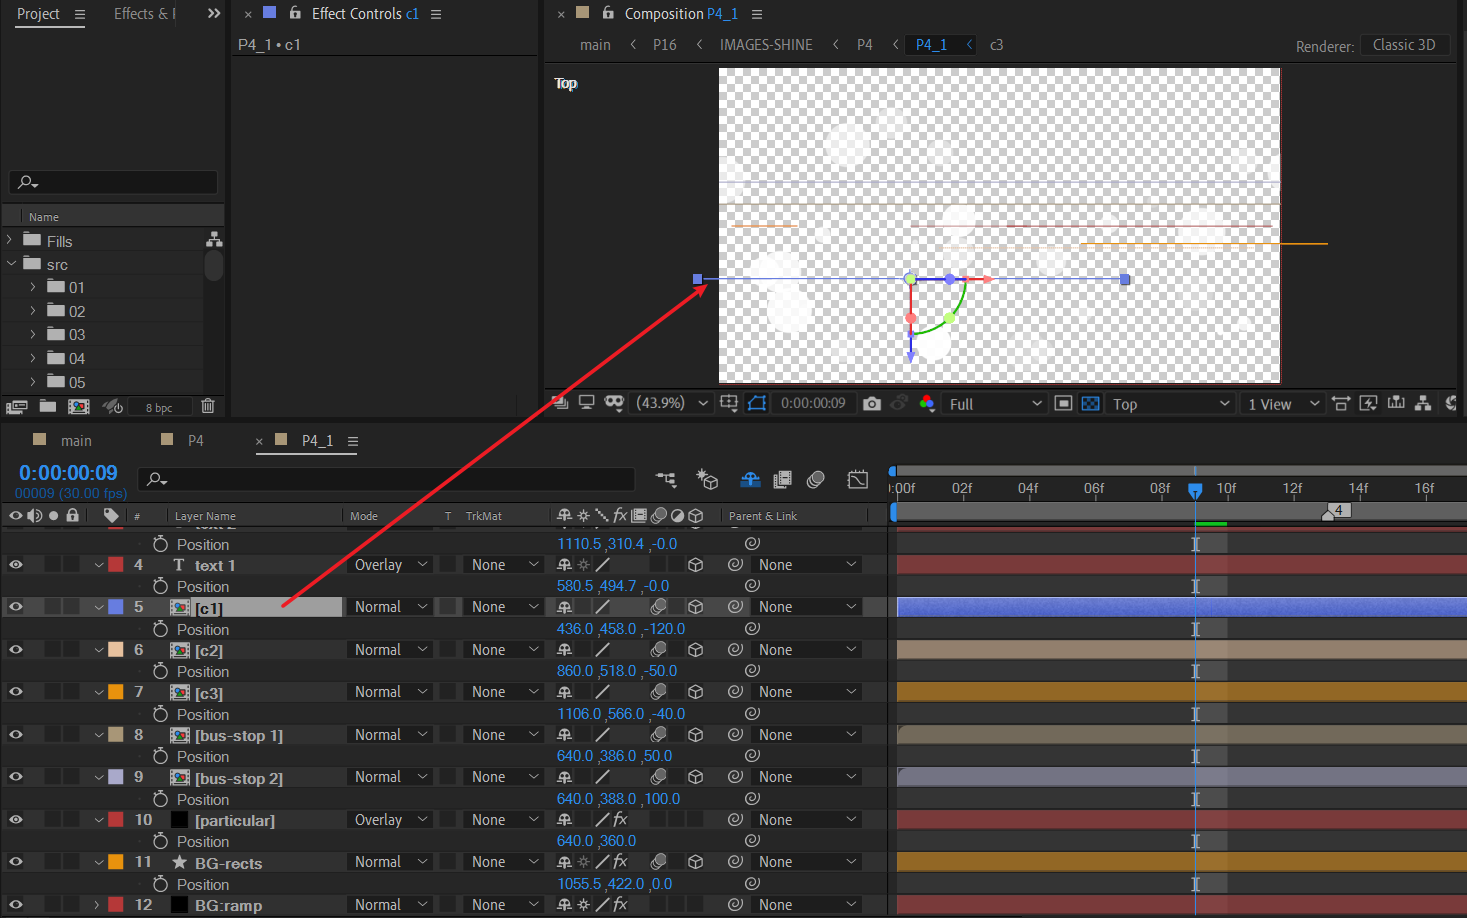 Project
Effects & 
Effect Controls c1
Composition P4_1
P4_1 • c1
main
P16
IMAGES-SHINE
P4
P4_1
c3
Renderer:
Classic 3D
Top
Name
Fills
src
01
02
03
04
05
8 bpc
(43.9%)
0:00:00:09
Full
Top
1 View
main
P4
P4_1
0:00:00:09
00009 (30.00 fps)
:00f
02f
04f
06f
08f
10f
12f
14f
16f
#
Layer Name
Mode
T
TrkMat
fx
Parent & Link
4
Position
1110.5 ,310.4 ,-0.0
4
T
text 1
Overlay
None
None
Position
580.5 ,494.7 ,-0.0
5
[c1]
Normal
None
None
Position
436.0 ,458.0 ,-120.0
6
[c2]
Normal
None
None
Position
860.0 ,518.0 ,-50.0
7
[c3]
Normal
None
None
Position
1106.0 ,566.0 ,-40.0
8
[bus-stop 1]
Normal
None
None
Position
640.0 ,386.0 ,50.0
9
[bus-stop 2]
Normal
None
None
Position
640.0 ,388.0 ,100.0
10
[particular]
Overlay
None
fx
None
Position
640.0 ,360.0
11
BG-rects
Normal
None
fx
None
Position
1055.5 ,422.0 ,0.0
12
BG:ramp
Normal
None
fx
None